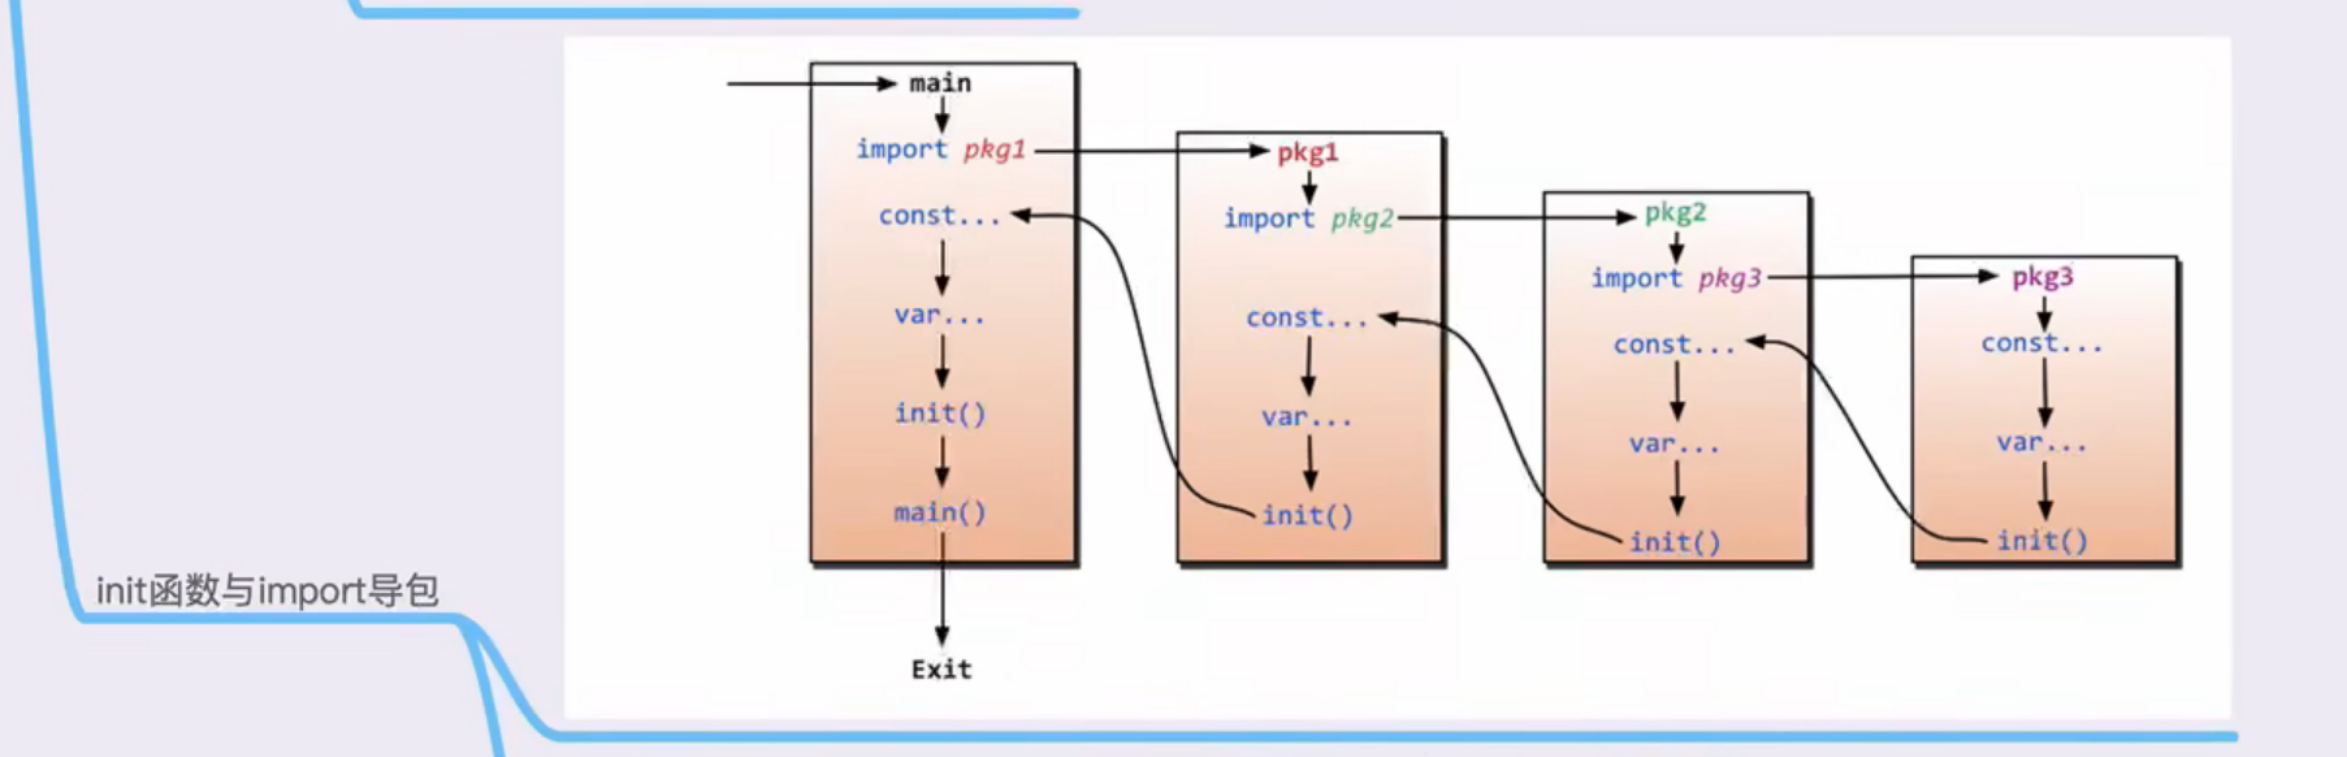 main
import pkg1
const...
var...
init()
main()
Exit
pkg1
import pkg2
const...
var...
init()
pkg2
import pkg3
const...
var...
init()
pkg3
const...
var...
init()
init函数与import导包